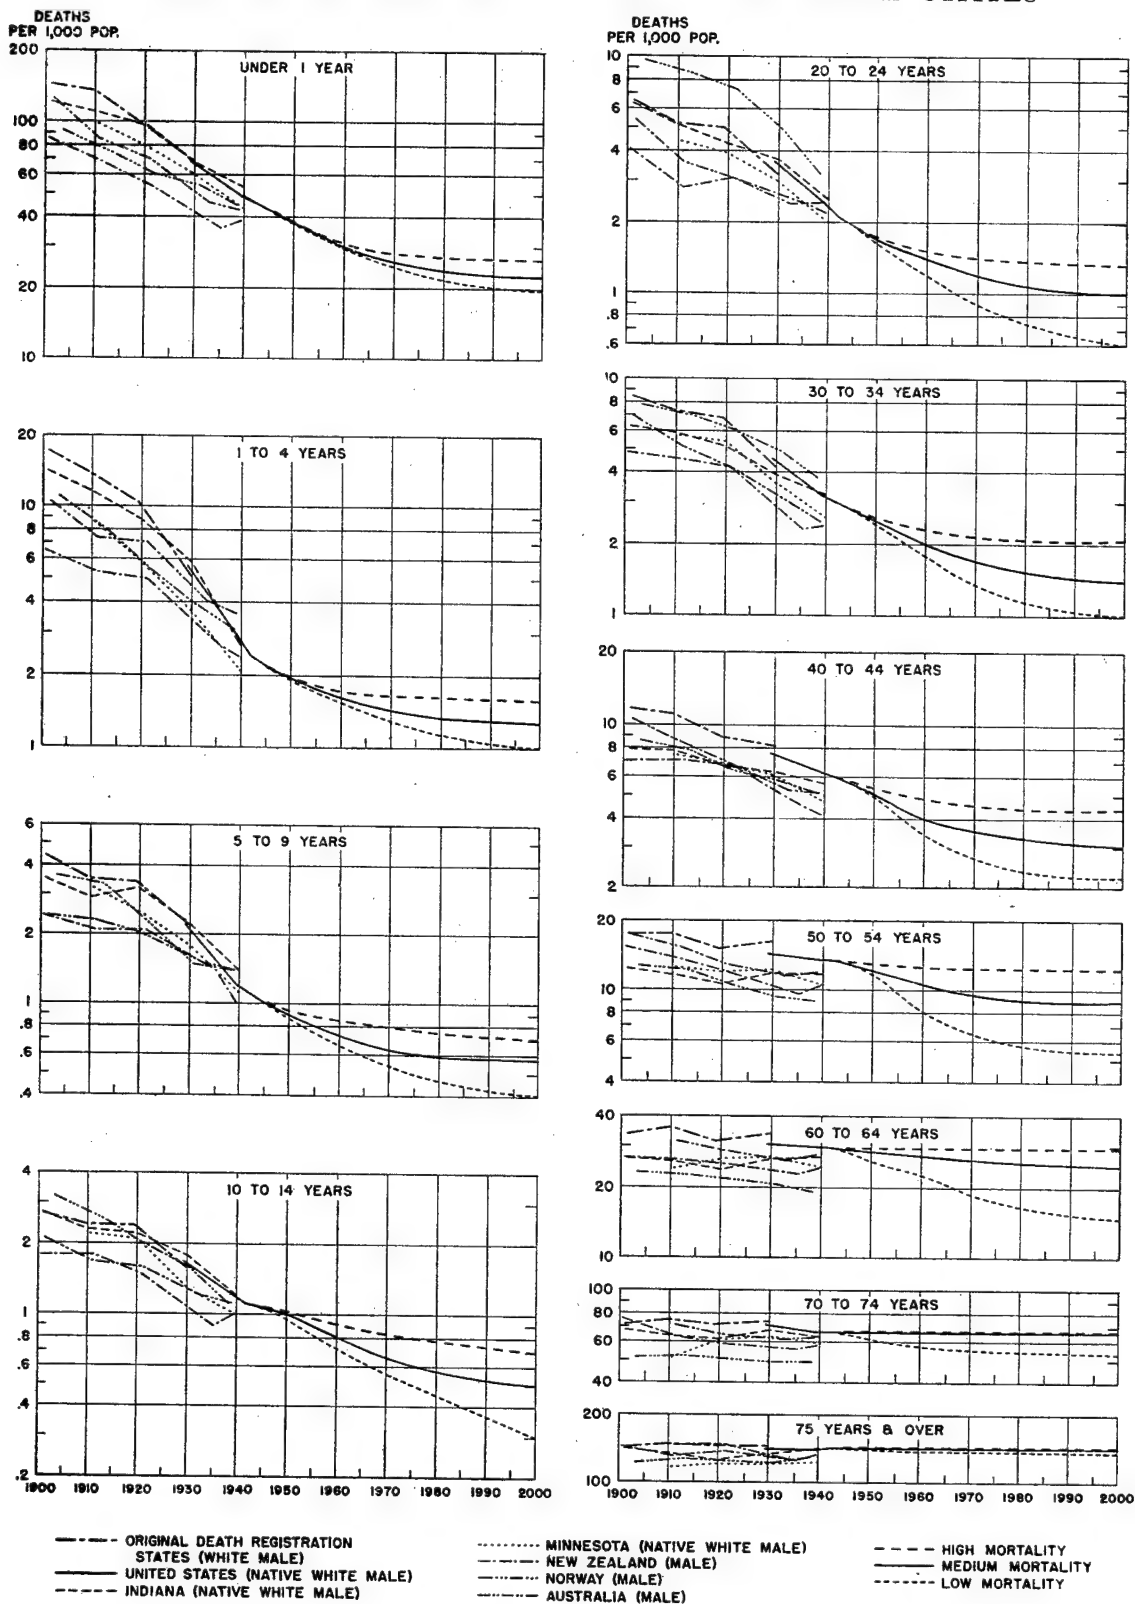 DEATHS
PER 1,000 POP.
200
100
80
60
40
20
10
UNDER 1 YEAR
20
10
8
6
4
2
1
1 TO 4 YEARS
6
4
2
1
.8
.6
.4
5 TO 9 YEARS
4
2
1
.8
.6
.4
.2
10 TO 14 YEARS
1900 1910 1920 1930 1940 1950 1960 1970 1980 1990 2000
DEATHS
PER 1,000 POP.
10
8
6
4
2
1
.8
.6
20 TO 24 YEARS
10
8
6
4
2
1
30 TO 34 YEARS
20
10
8
6
4
2
40 TO 44 YEARS
20
10
8
6
4
50 TO 54 YEARS
40
20
10
60 TO 64 YEARS
100
80
60
40
70 TO 74 YEARS
200
100
75 YEARS & OVER
1900 1910 1920 1930 1940 1950 1960 1970 1980 1990 2000
ORIGINAL DEATH REGISTRATION
STATES (WHITE MALE)
UNITED STATES (NATIVE WHITE MALE)
INDIANA (NATIVE WHITE MALE)
MINNESOTA (NATIVE WHITE MALE)
NEW ZEALAND (MALE)
NORWAY (MALE)
AUSTRALIA (MALE)
HIGH MORTALITY
MEDIUM MORTALITY
LOW MORTALITY